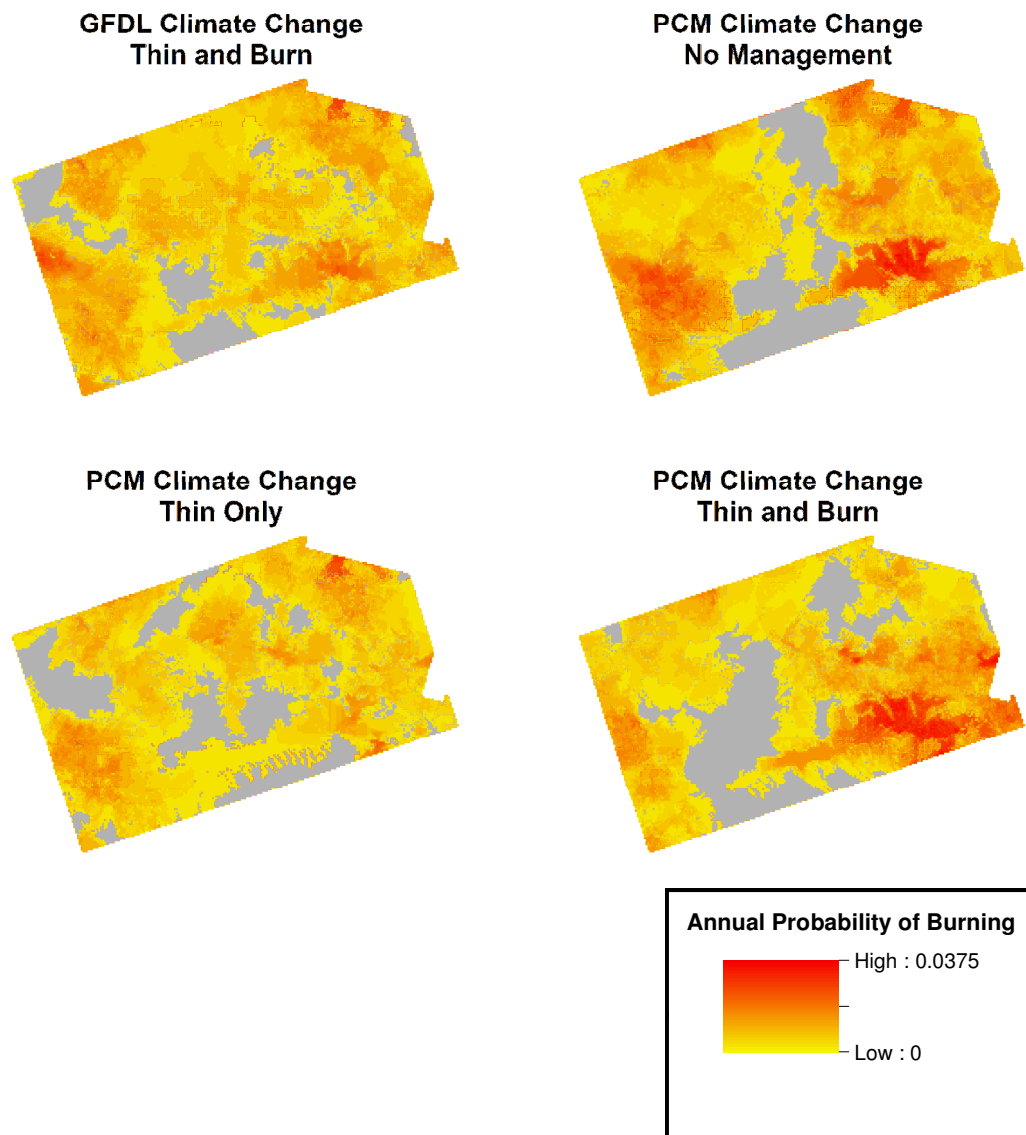 GFDL Climate Change
Thin and Burn
PCM Climate Change
No Management
PCM Climate Change
Thin Only
PCM Climate Change
Thin and Burn
Annual Probability of Burning
High : 0.0375
Low : 0